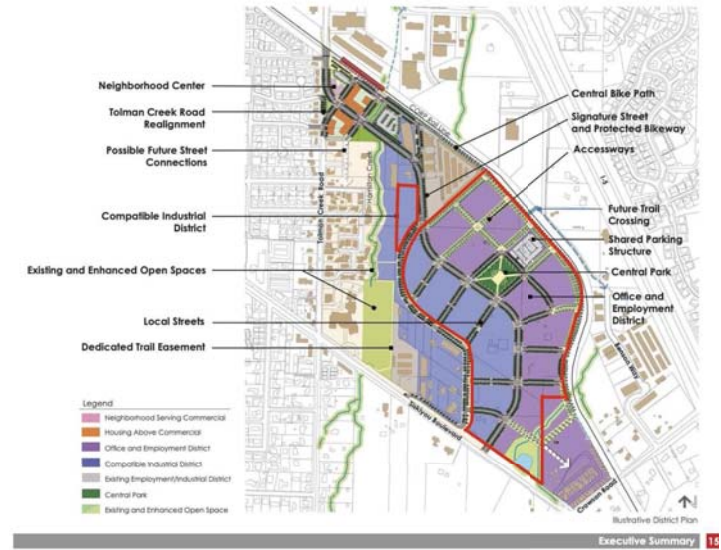 Neighborhood Center
Tolman Creek Road
Realignment
Possible Future Street
Connections
Compatible Industrial
District
Existing and Enhanced Open Spaces
Local Streets
Dedicated Trail Easement
Central Bike Path
Signature Street
and Protected Bikeway
Accessways
Future Trail
Crossing
Shared Parking
Structure
Central Park
Office and
Employment
District
Tolman Creek Road
Hamilton Creek
I-5
Siskiyou Boulevard
Crowson Road
Legend
Neighborhood Serving Commercial
Housing Above Commercial
Office and Employment District
Compatible Industrial District
Existing Employment/Industrial District
Central Park
Existing and Enhanced Open Space
Illustrative District Plan
Executive Summary
15